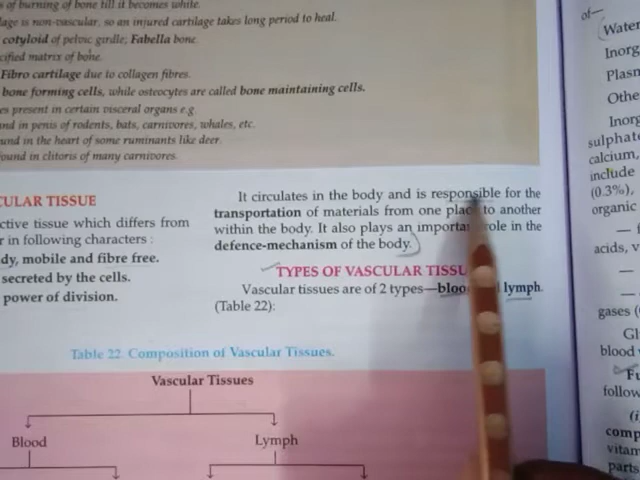 s of burning of bone till it becomes white.
lage is non-vascular, so an injured cartilage takes long period to heal.
cotyloid of pelvic girdle; Fabella bone.
cified matrix of bone.
Fibro cartilage due to collagen fibres.
bone forming cells, while osteocytes are called bone maintaining cells.
es present in certain visceral organs e.g
und in penis of rodents, bats, carnivores, whales, etc.
und in the heart of some ruminants like deer.
found in clitoris of many carnivores.
CULAR TISSUE
ctive tissue which differs from
r in following characters :
dy, mobile and fibre free.
secreted by the cells.
power of division.
It circulates in the body and is responsible for the
transportation of materials from one place to another
within the body. It also plays an important role in the
defence-mechanism of the body.
TYPES OF VASCULAR TISSU
Vascular tissues are of 2 types—blood and lymph.
(Table 22):
Table 22. Composition of Vascular Tissues.
Vascular Tissues
Blood Lymph
of—
Water
Inorg
Plasm
Othe
Inorg
sulphate
calcium,
include
(0.3%),
organic
— f
acids, v
—
—
gases (
Gl
blood
Fu
follow
(i)
comp
vitam
parts